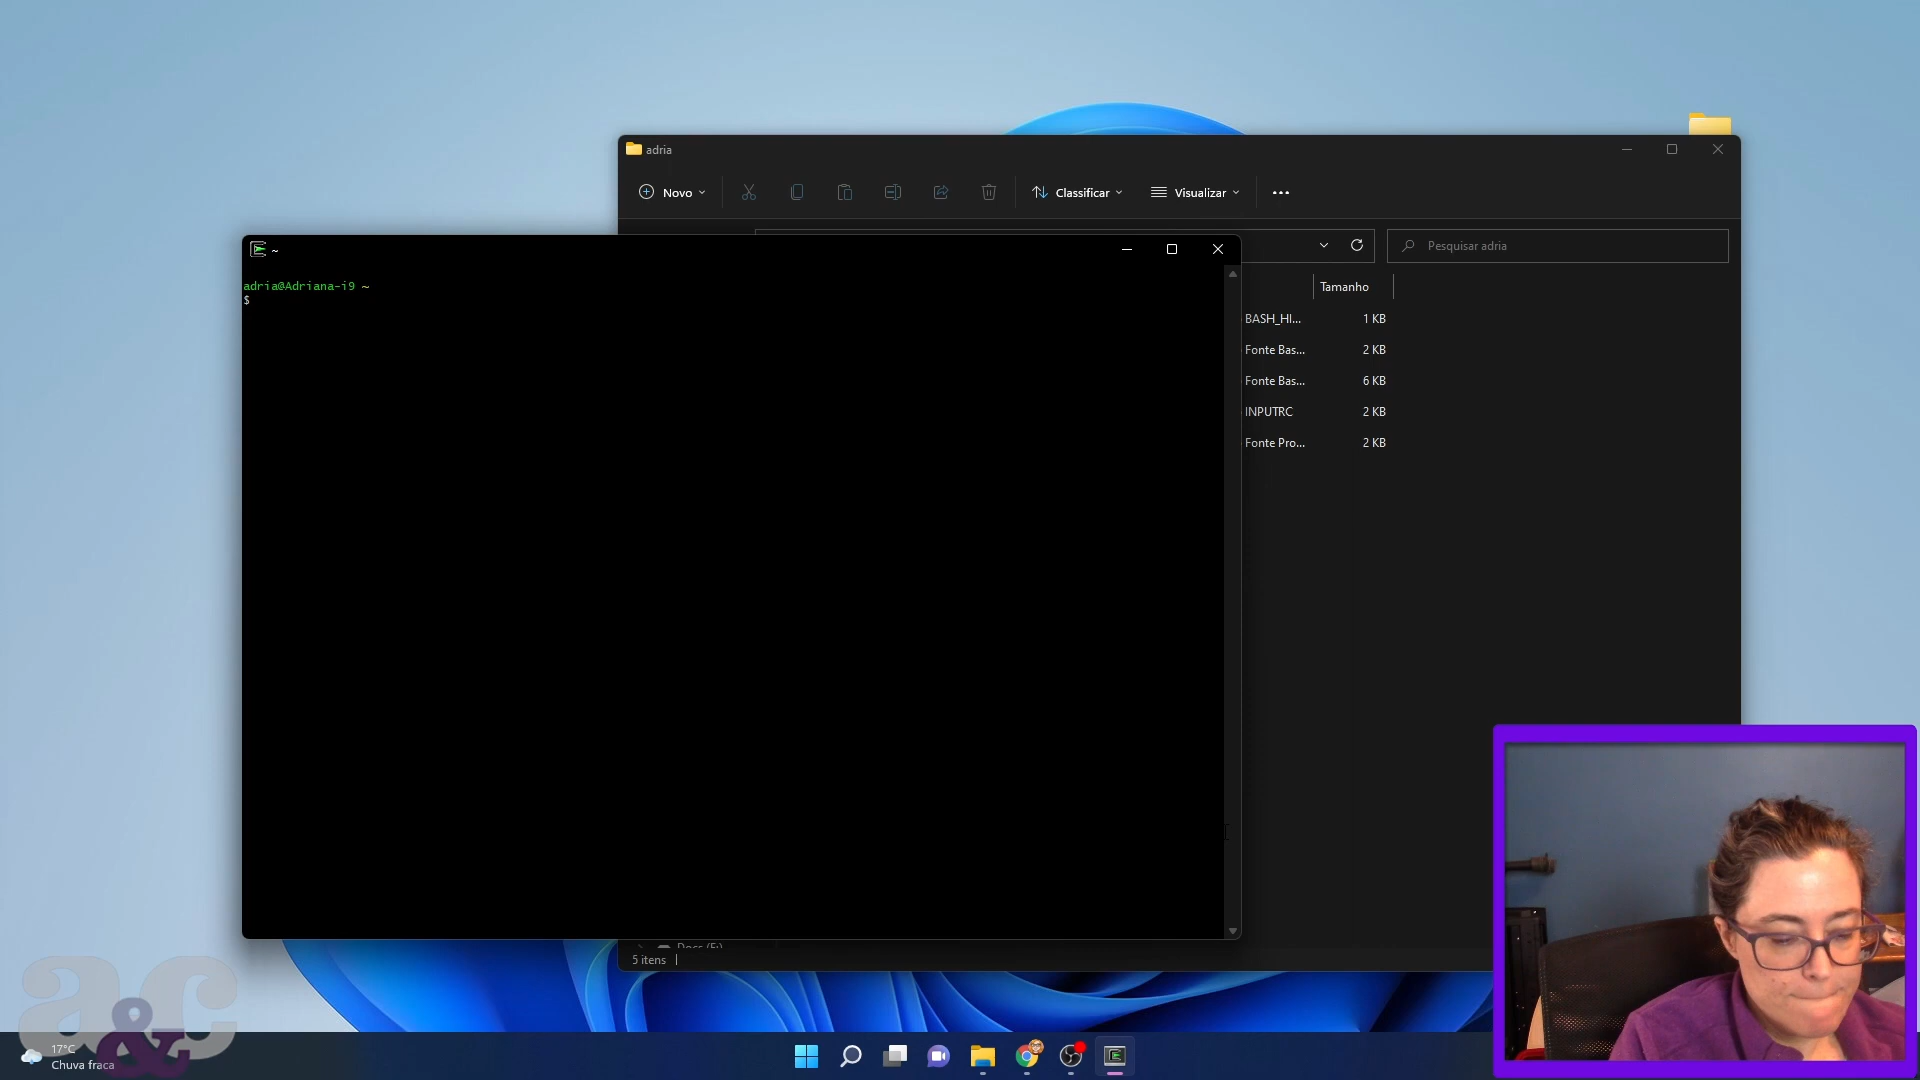 adria
Novo
Classificar
Visualizar
Pesquisar adria
~
adria@Adriana-i9 ~
$
Tamanho
BASH_HI... 1 KB
Fonte Bas... 2 KB
Fonte Bas... 6 KB
INPUTRC 2 KB
Fonte Pro... 2 KB
Docs (F:)
5 itens
a&c
17°C
Chuva fraca